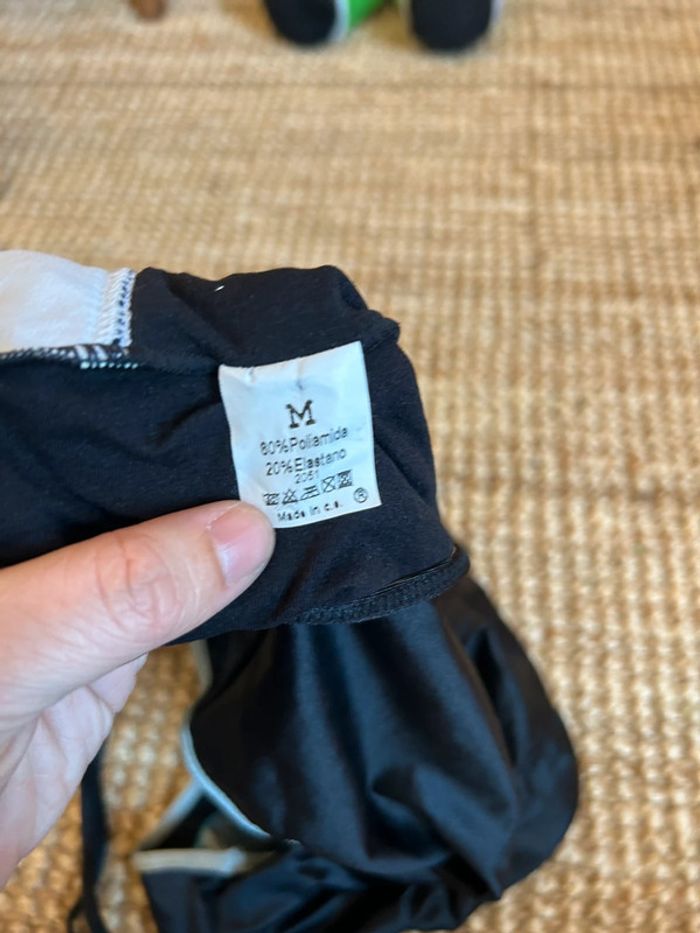 M
80%Poliamida
20%Elastano
2051
Made in c.e. ®